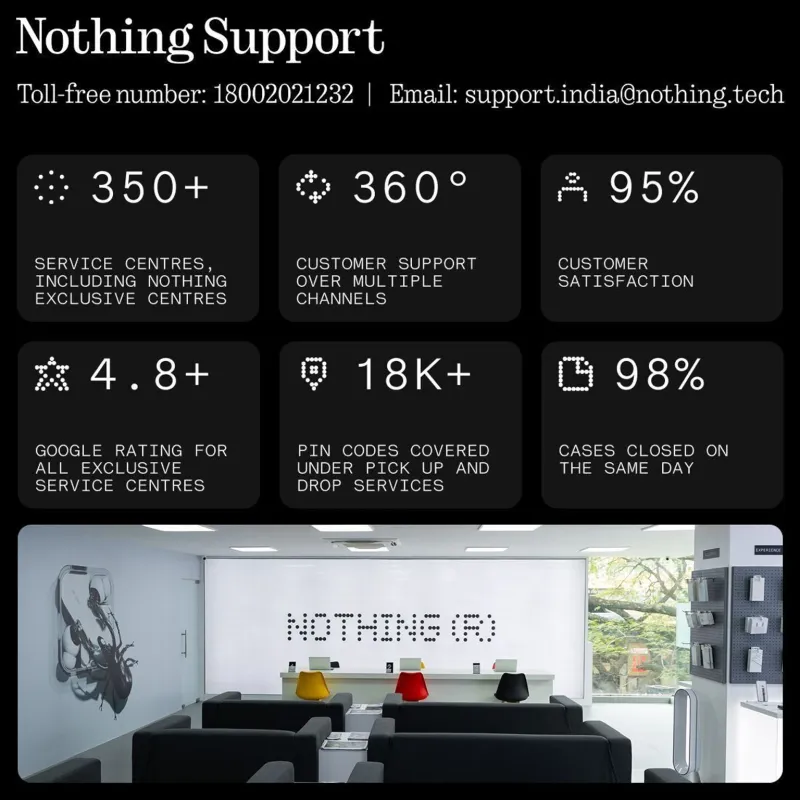 Nothing Support
Toll-free number: 18002021232 | Email: support.india@nothing.tech
350+
SERVICE CENTRES,
INCLUDING NOTHING
EXCLUSIVE CENTRES
360°
CUSTOMER SUPPORT
OVER MULTIPLE
CHANNELS
95%
CUSTOMER
SATISFACTION
4.8+
GOOGLE RATING FOR
ALL EXCLUSIVE
SERVICE CENTRES
18K+
PIN CODES COVERED
UNDER PICK UP AND
DROP SERVICES
98%
CASES CLOSED ON
THE SAME DAY
NOTHING (R)
EXPERIENCE